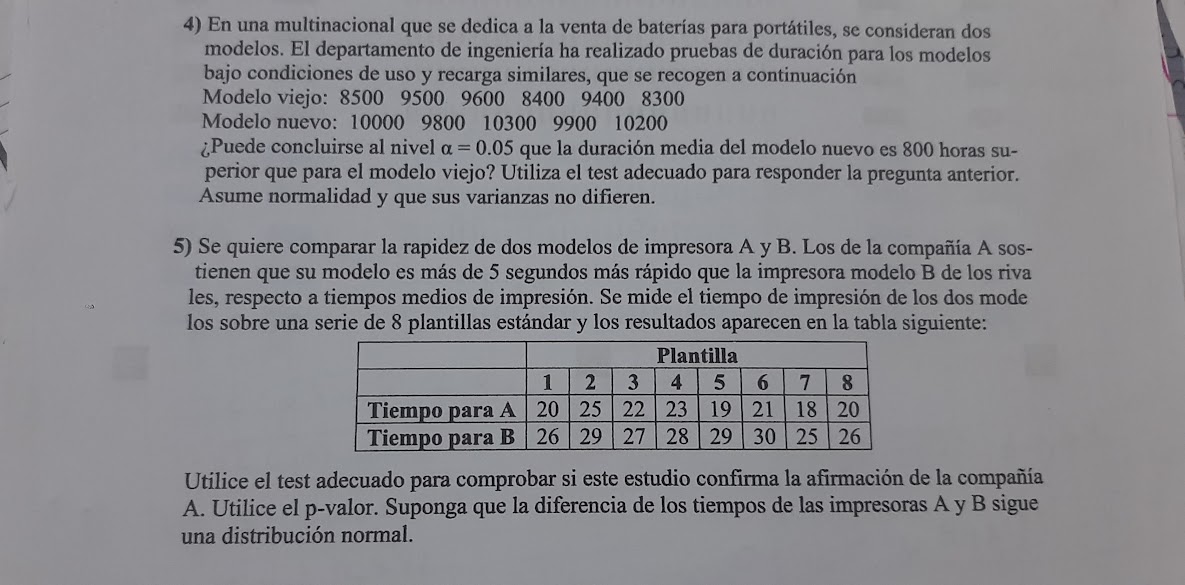 4) En una multinacional que se dedica a la venta de baterías para portátiles, se consideran dos
modelos. El departamento de ingeniería ha realizado pruebas de duración para los modelos
bajo condiciones de uso y recarga similares, que se recogen a continuación
Modelo viejo: 8500 9500 9600 8400 9400 8300
Modelo nuevo: 10000 9800 10300 9900 10200
¿Puede concluirse al nivel α = 0.05 que la duración media del modelo nuevo es 800 horas su-
perior que para el modelo viejo? Utiliza el test adecuado para responder la pregunta anterior.
Asume normalidad y que sus varianzas no difieren.
5) Se quiere comparar la rapidez de dos modelos de impresora A y B. Los de la compañía A sos-
tienen que su modelo es más de 5 segundos más rápido que la impresora modelo B de los riva
les, respecto a tiempos medios de impresión. Se mide el tiempo de impresión de los dos mode
los sobre una serie de 8 plantillas estándar y los resultados aparecen en la tabla siguiente:
Plantilla
1 2 3 4 5 6 7 8
Tiempo para A 20 25 22 23 19 21 18 20
Tiempo para B 26 29 27 28 29 30 25 26
Utilice el test adecuado para comprobar si este estudio confirma la afirmación de la compañía
A. Utilice el p-valor. Suponga que la diferencia de los tiempos de las impresoras A y B sigue
una distribución normal.